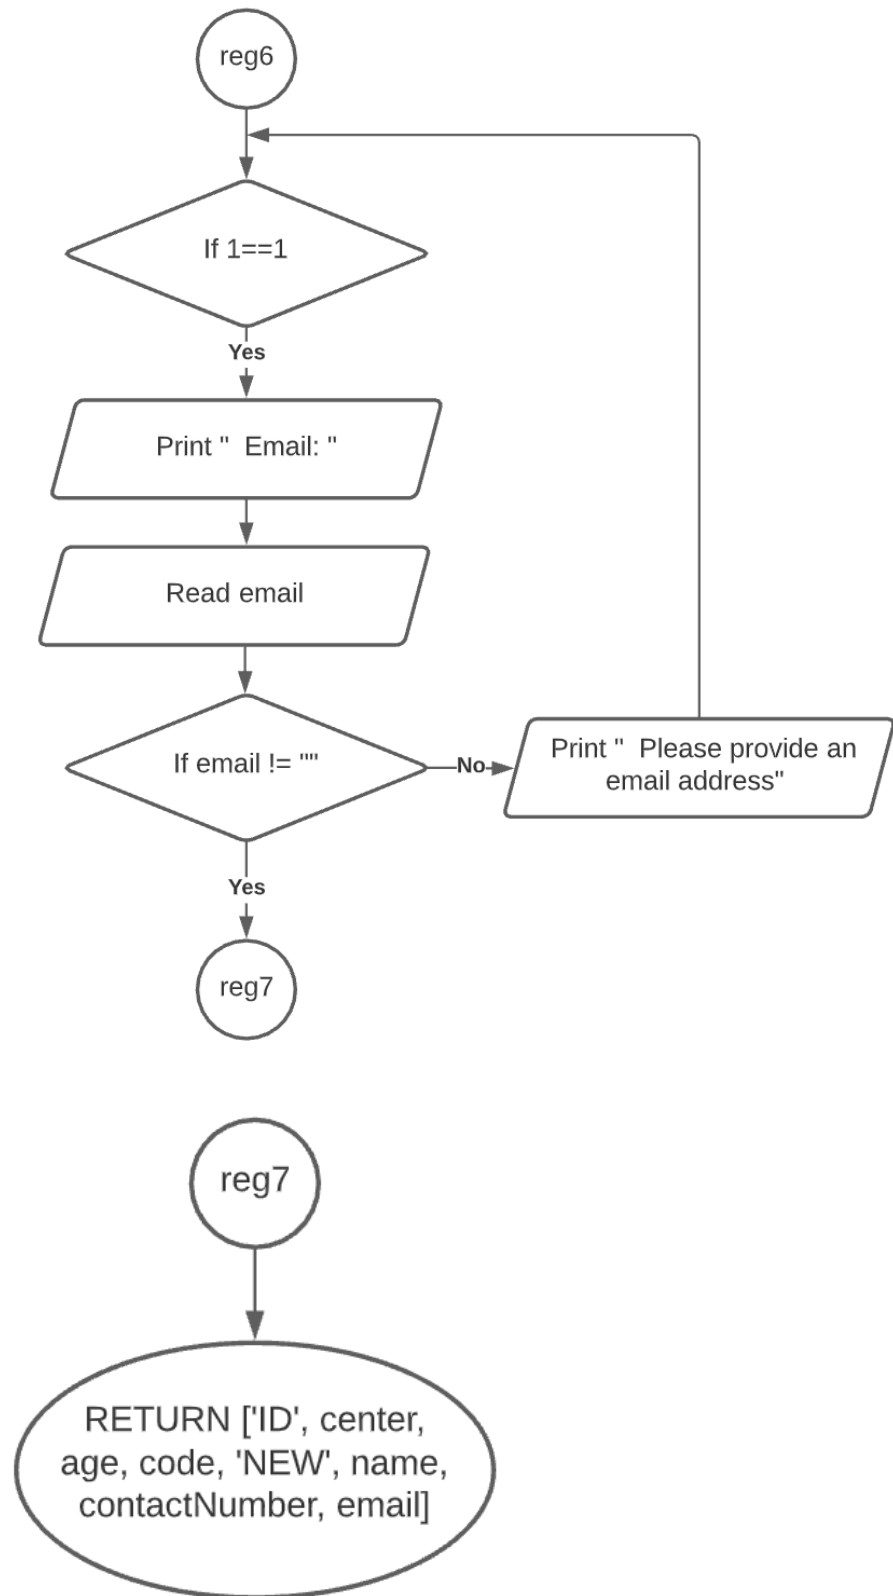 reg6
If 1==1
Yes
Print "  Email: "
Read email
If email != ""
No
Print "  Please provide an
email address"
Yes
reg7
reg7
RETURN ['ID', center,
age, code, 'NEW', name,
contactNumber, email]